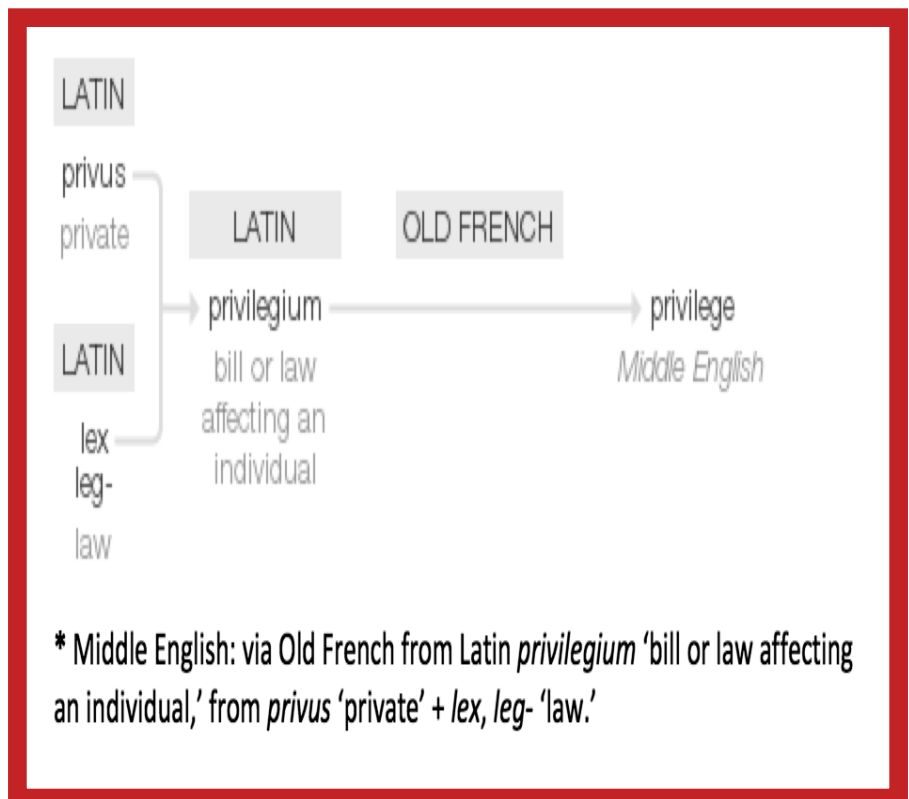 LATIN
privus
private
LATIN
OLD FRENCH
privilegium
privilege
bill or law
Middle English
affecting an
individual
LATIN
lex
leg-
law
* Middle English: via Old French from Latin privilegium ‘bill or law affecting
an individual,’ from privus ‘private’ + lex, leg- ‘law.’